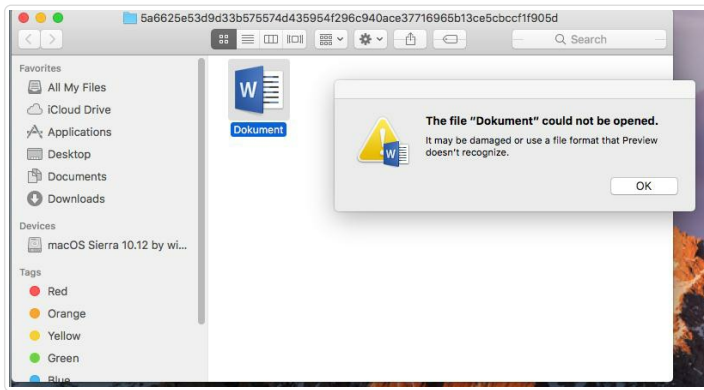 5a6625e53d9d33b575574d435954f296c940ace37716965b13ce5cbccf1f905d
Search
Favorites
All My Files
iCloud Drive
Applications
Desktop
Documents
Downloads
Devices
macOS Sierra 10.12 by wi...
Tags
Red
Orange
Yellow
Green
Blue
W
Dokument
The file “Dokument” could not be opened.
It may be damaged or use a file format that Preview
doesn't recognize.
W
OK